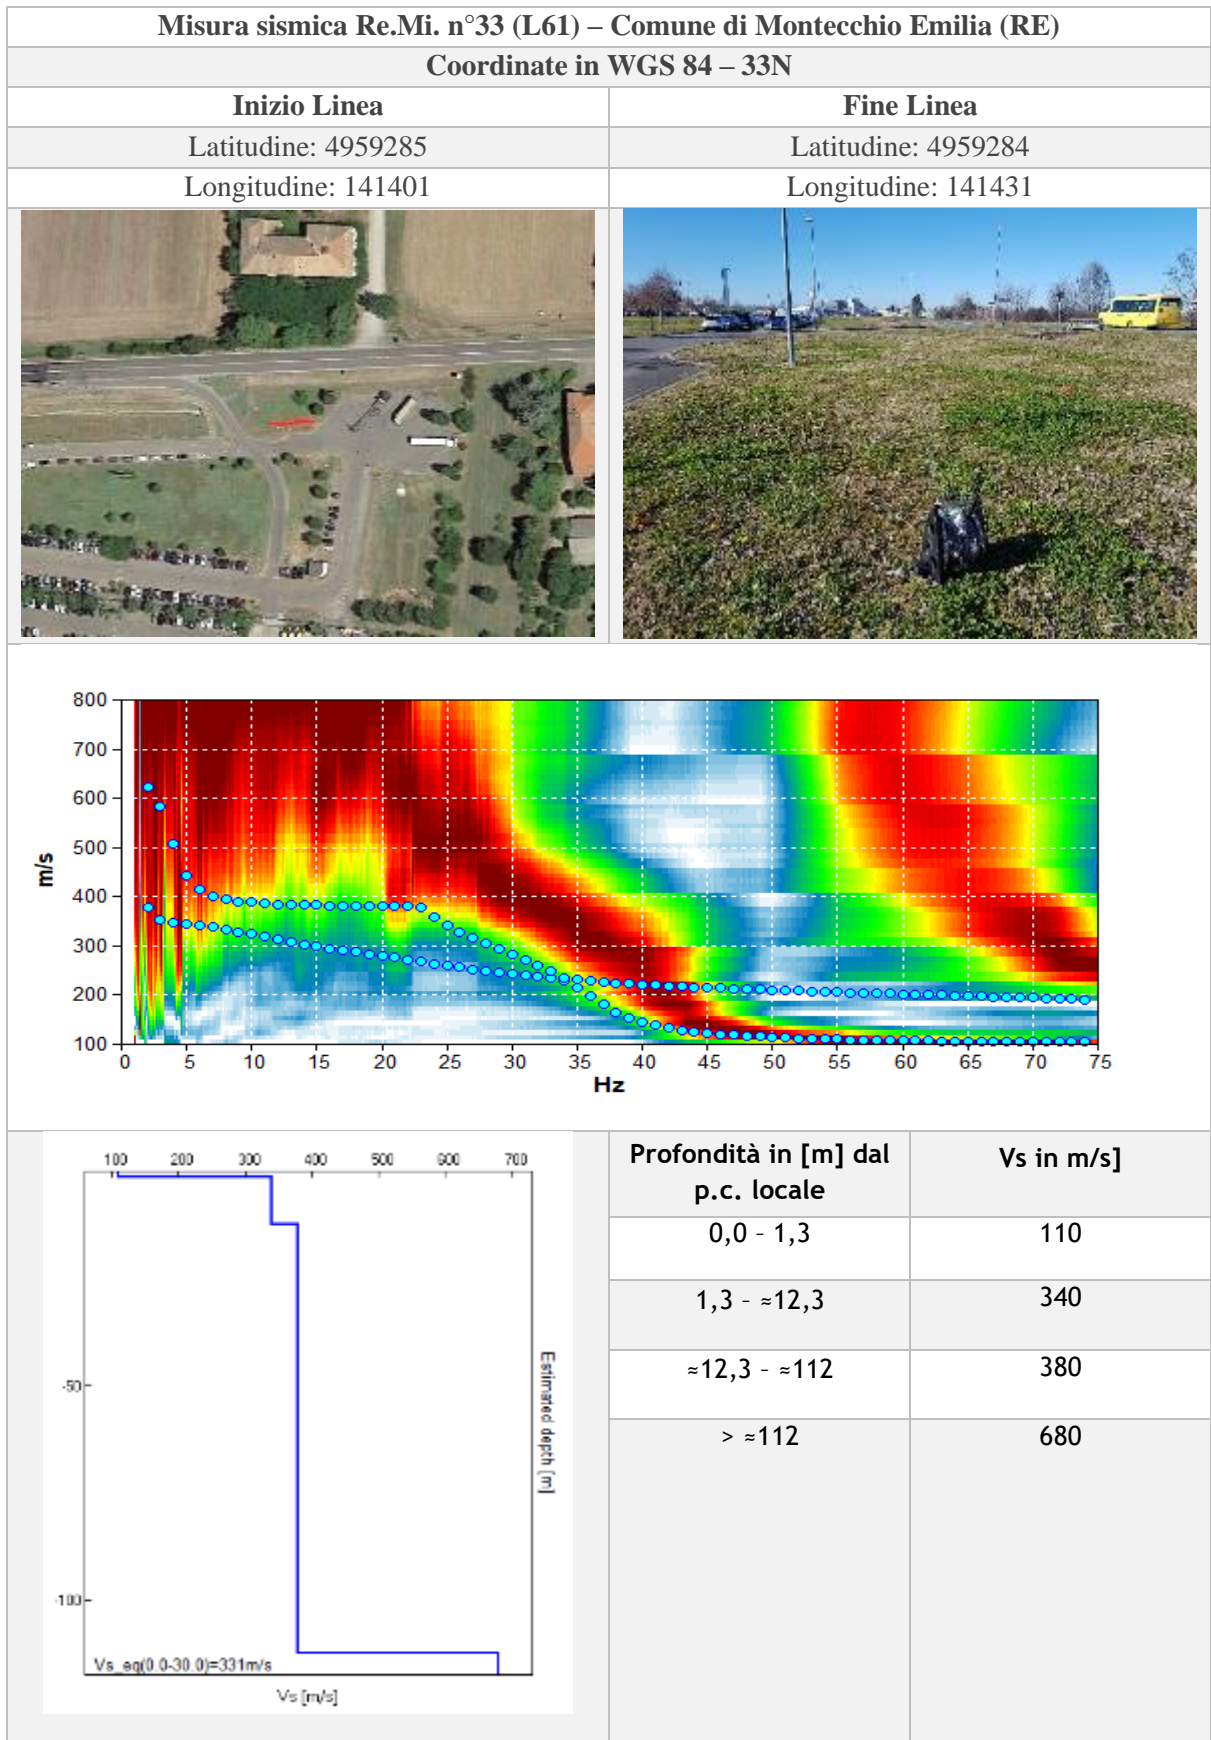 Misura sismica Re.Mi. n°33 (L61) – Comune di Montecchio Emilia (RE)
Coordinate in WGS 84 – 33N
Inizio Linea
Fine Linea
Latitudine: 4959285
Latitudine: 4959284
Longitudine: 141401
Longitudine: 141431
800
700
600
500
400
300
200
100
m/s
0 5 10 15 20 25 30 35 40 45 50 55 60 65 70 75
Hz
100 200 300 400 500 600 700
-50
-100
Estimated depth [m]
Vs_eq(0.0-30.0)=331m/s
Vs [m/s]
Profondità in [m] dal
p.c. locale
Vs in m/s]
0,0 – 1,3
110
1,3 – ≈12,3
340
≈12,3 – ≈112
380
> ≈112
680